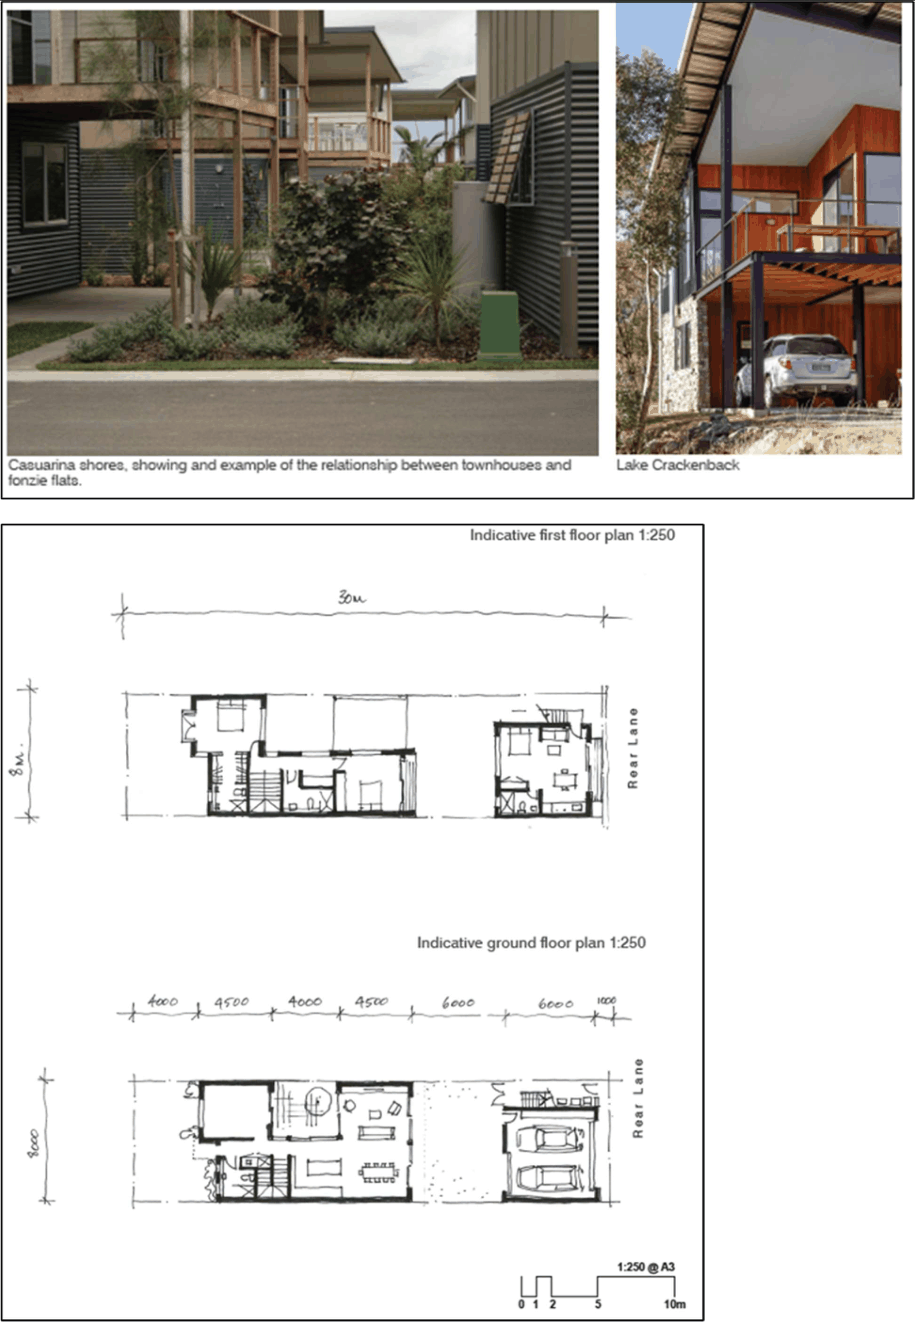 Casuarina shores, showing and example of the relationship between townhouses and
fonzie flats.
Lake Crackenback
Indicative first floor plan 1:250
30m
8m.
Rear Lane
Indicative ground floor plan 1:250
4000 4500 4000 4500 6000 6000 1000
8000
Rear Lane
1:250 @ A3
0 1 2 5 10m